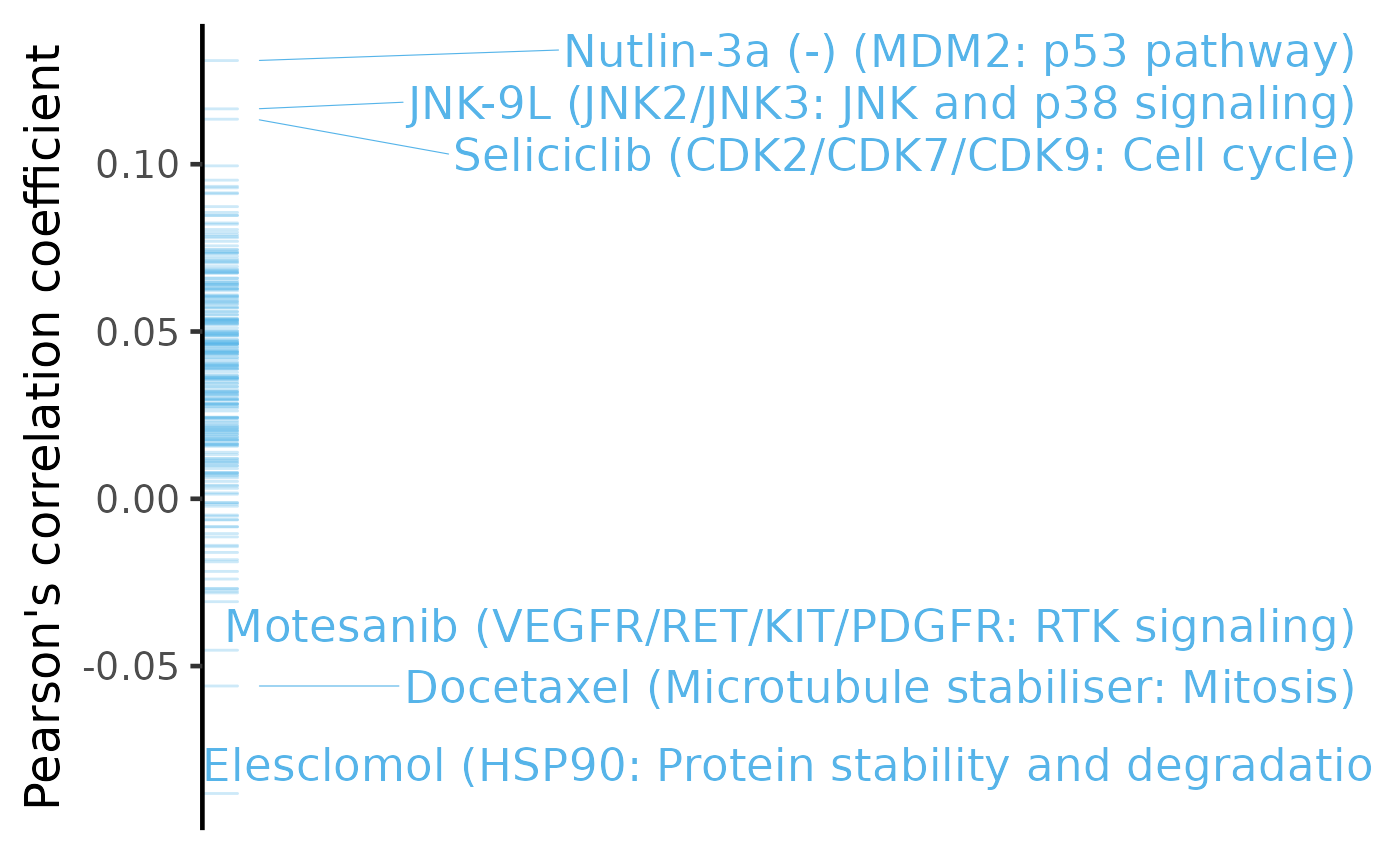 Pearson's correlation coefficient
0.10
0.05
0.00
-0.05
Nutlin-3a (-) (MDM2: p53 pathway)
JNK-9L (JNK2/JNK3: JNK and p38 signaling)
Seliciclib (CDK2/CDK7/CDK9: Cell cycle)
Motesanib (VEGFR/RET/KIT/PDGFR: RTK signaling)
Docetaxel (Microtubule stabiliser: Mitosis)
Elesclomol (HSP90: Protein stability and degradatio